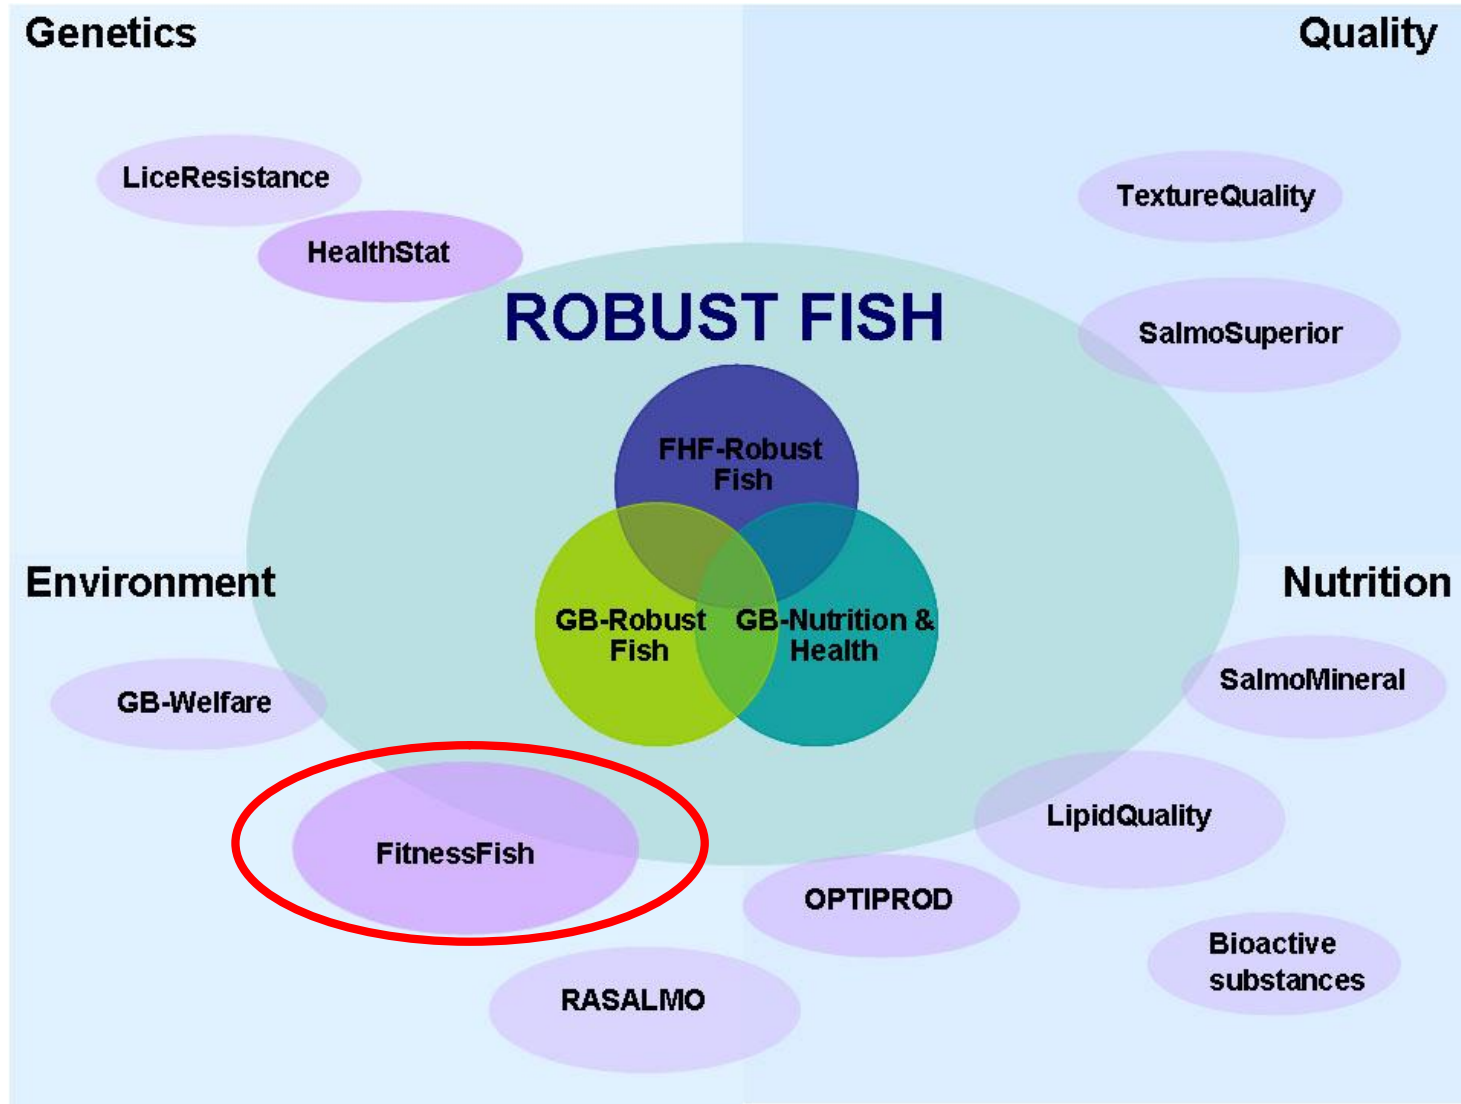 Genetics
Quality
LiceResistance
HealthStat
TextureQuality
SalmoSuperior
ROBUST FISH
FHF-Robust
Fish
GB-Robust
Fish
GB-Nutrition &
Health
Environment
Nutrition
GB-Welfare
FitnessFish
RASALMO
OPTIPROD
LipidQuality
SalmoMineral
Bioactive
substances